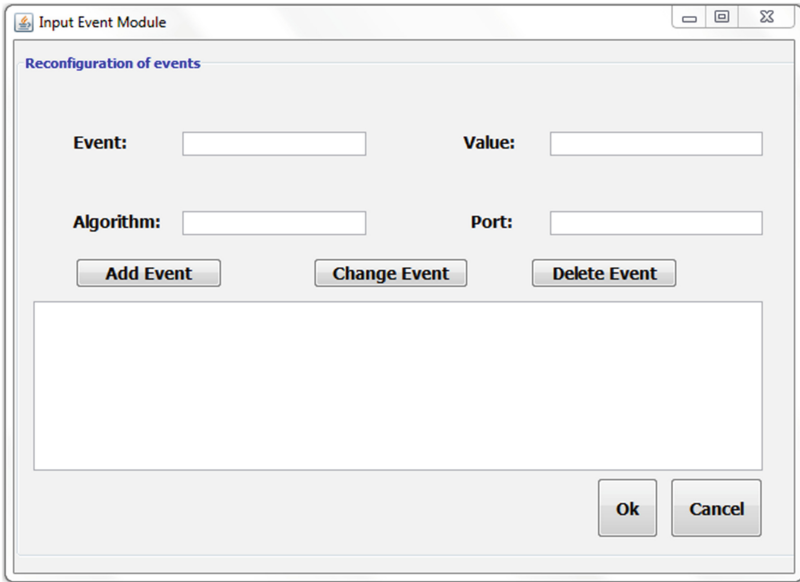 Input Event Module
Reconfiguration of events
Event:
Value:
Algorithm:
Port:
Add Event
Change Event
Delete Event
Ok
Cancel